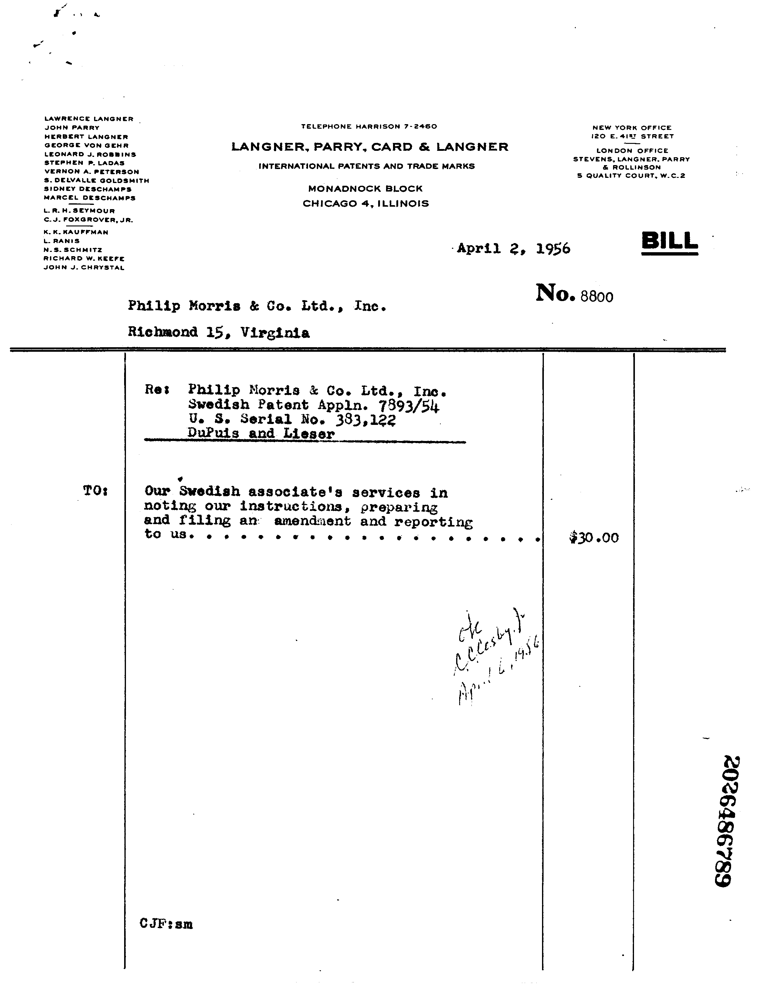 LAWRENCE LANGNER
JOHN PARRY
HERBERT LANGNER
GEORGE VON GEHR
LEONARD J. ROBBINS
STEPHEN P. LADAS
VERNON A. PETERSON
S. DELVALLE GOLDSMITH
SIDNEY DESCHAMPS
MARCEL DESCHAMPS
L. R. H. SEYMOUR
C. J. FOXGROVER, JR.
K. K. KAUFFMAN
L. RANIS
N. S. SCHMITZ
RICHARD W. KEEFE
JOHN J. CHRYSTAL
TELEPHONE HARRISON 7-2460
LANGNER, PARRY, CARD & LANGNER
INTERNATIONAL PATENTS AND TRADE MARKS
MONADNOCK BLOCK
CHICAGO 4, ILLINOIS
NEW YORK OFFICE
120 E. 41ST STREET
LONDON OFFICE
STEVENS, LANGNER, PARRY
& ROLLINSON
5 QUALITY COURT, W.C.2
April 2, 1956
BILL
No. 8800
Philip Morris & Co. Ltd., Inc.
Richmond 15, Virginia
Re: Philip Morris & Co. Ltd., Inc.
Swedish Patent Appln. 7893/54
U. S. Serial No. 383,122
DuPuis and Lieser
TO: Our Swedish associate's services in
noting our instructions, preparing
and filing an amendment and reporting
to us. . . . . . . . . . . . . . . . . . . . . $30.00
April 6, 1956
2026486789
CJF:sm